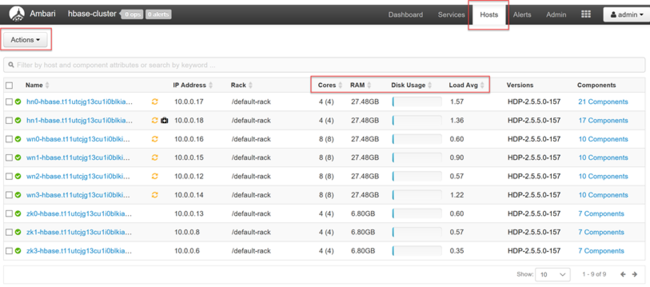 Ambari hbase-cluster 0 ops 0 alerts Dashboard Services Hosts Alerts Admin admin
Actions
Filter by host and component attributes or search by keyword ...
Name IP Address Rack Cores RAM Disk Usage Load Avg Versions Components
hn0-hbase.t11utcjg13cu1i0blkia... 10.0.0.17 /default-rack 4 (4) 27.48GB 1.57 HDP-2.5.5.0-157 21 Components
hn1-hbase.t11utcjg13cu1i0blkia... 10.0.0.18 /default-rack 4 (4) 27.48GB 1.36 HDP-2.5.5.0-157 17 Components
wn0-hbase.t11utcjg13cu1i0blki... 10.0.0.16 /default-rack 8 (8) 27.48GB 0.60 HDP-2.5.5.0-157 10 Components
wn1-hbase.t11utcjg13cu1i0blki... 10.0.0.15 /default-rack 8 (8) 27.48GB 0.90 HDP-2.5.5.0-157 10 Components
wn2-hbase.t11utcjg13cu1i0blki... 10.0.0.12 /default-rack 8 (8) 27.48GB 0.57 HDP-2.5.5.0-157 10 Components
wn3-hbase.t11utcjg13cu1i0blki... 10.0.0.14 /default-rack 8 (8) 27.48GB 1.22 HDP-2.5.5.0-157 10 Components
zk0-hbase.t11utcjg13cu1i0blkia... 10.0.0.13 /default-rack 4 (4) 6.80GB 0.60 HDP-2.5.5.0-157 7 Components
zk1-hbase.t11utcjg13cu1i0blkia... 10.0.0.8 /default-rack 4 (4) 6.80GB 0.57 HDP-2.5.5.0-157 7 Components
zk3-hbase.t11utcjg13cu1i0blkia... 10.0.0.6 /default-rack 4 (4) 6.80GB 0.35 HDP-2.5.5.0-157 7 Components
Show: 10 1 - 9 of 9